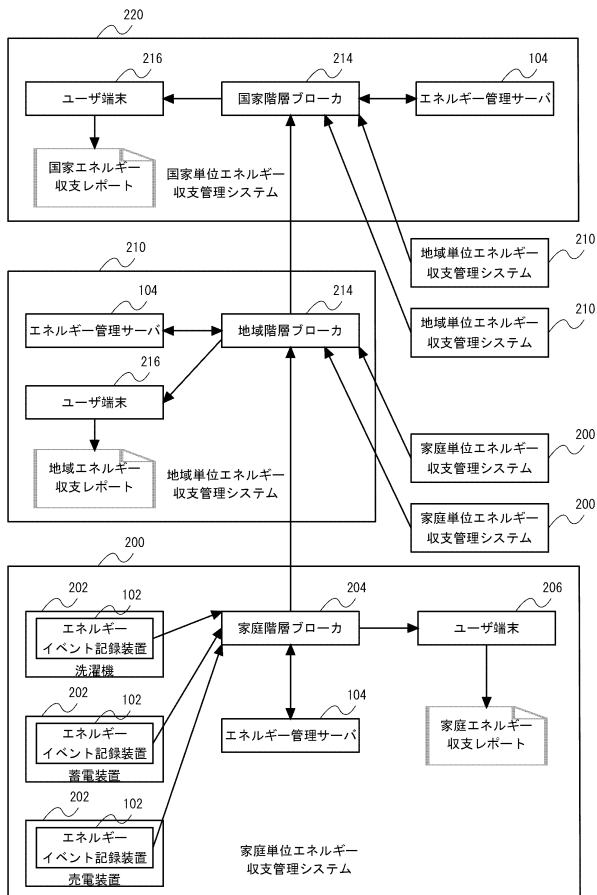 220
216
ユーザ端末
214
国家階層ブローカ
104
エネルギー管理サーバ
国家エネルギー
収支レポート
国家単位エネルギー
収支管理システム
210
地域単位エネルギー
収支管理システム
210
地域単位エネルギー
収支管理システム
210
104
エネルギー管理サーバ
214
地域階層ブローカ
216
ユーザ端末
地域エネルギー
収支レポート
地域単位エネルギー
収支管理システム
200
家庭単位エネルギー
収支管理システム
200
家庭単位エネルギー
収支管理システム
200
202
102
エネルギー
イベント記録装置
洗濯機
204
家庭階層ブローカ
206
ユーザ端末
202
102
エネルギー
イベント記録装置
蓄電装置
104
エネルギー管理サーバ
家庭エネルギー
収支レポート
202
102
エネルギー
イベント記録装置
売電装置
家庭単位エネルギー
収支管理システム